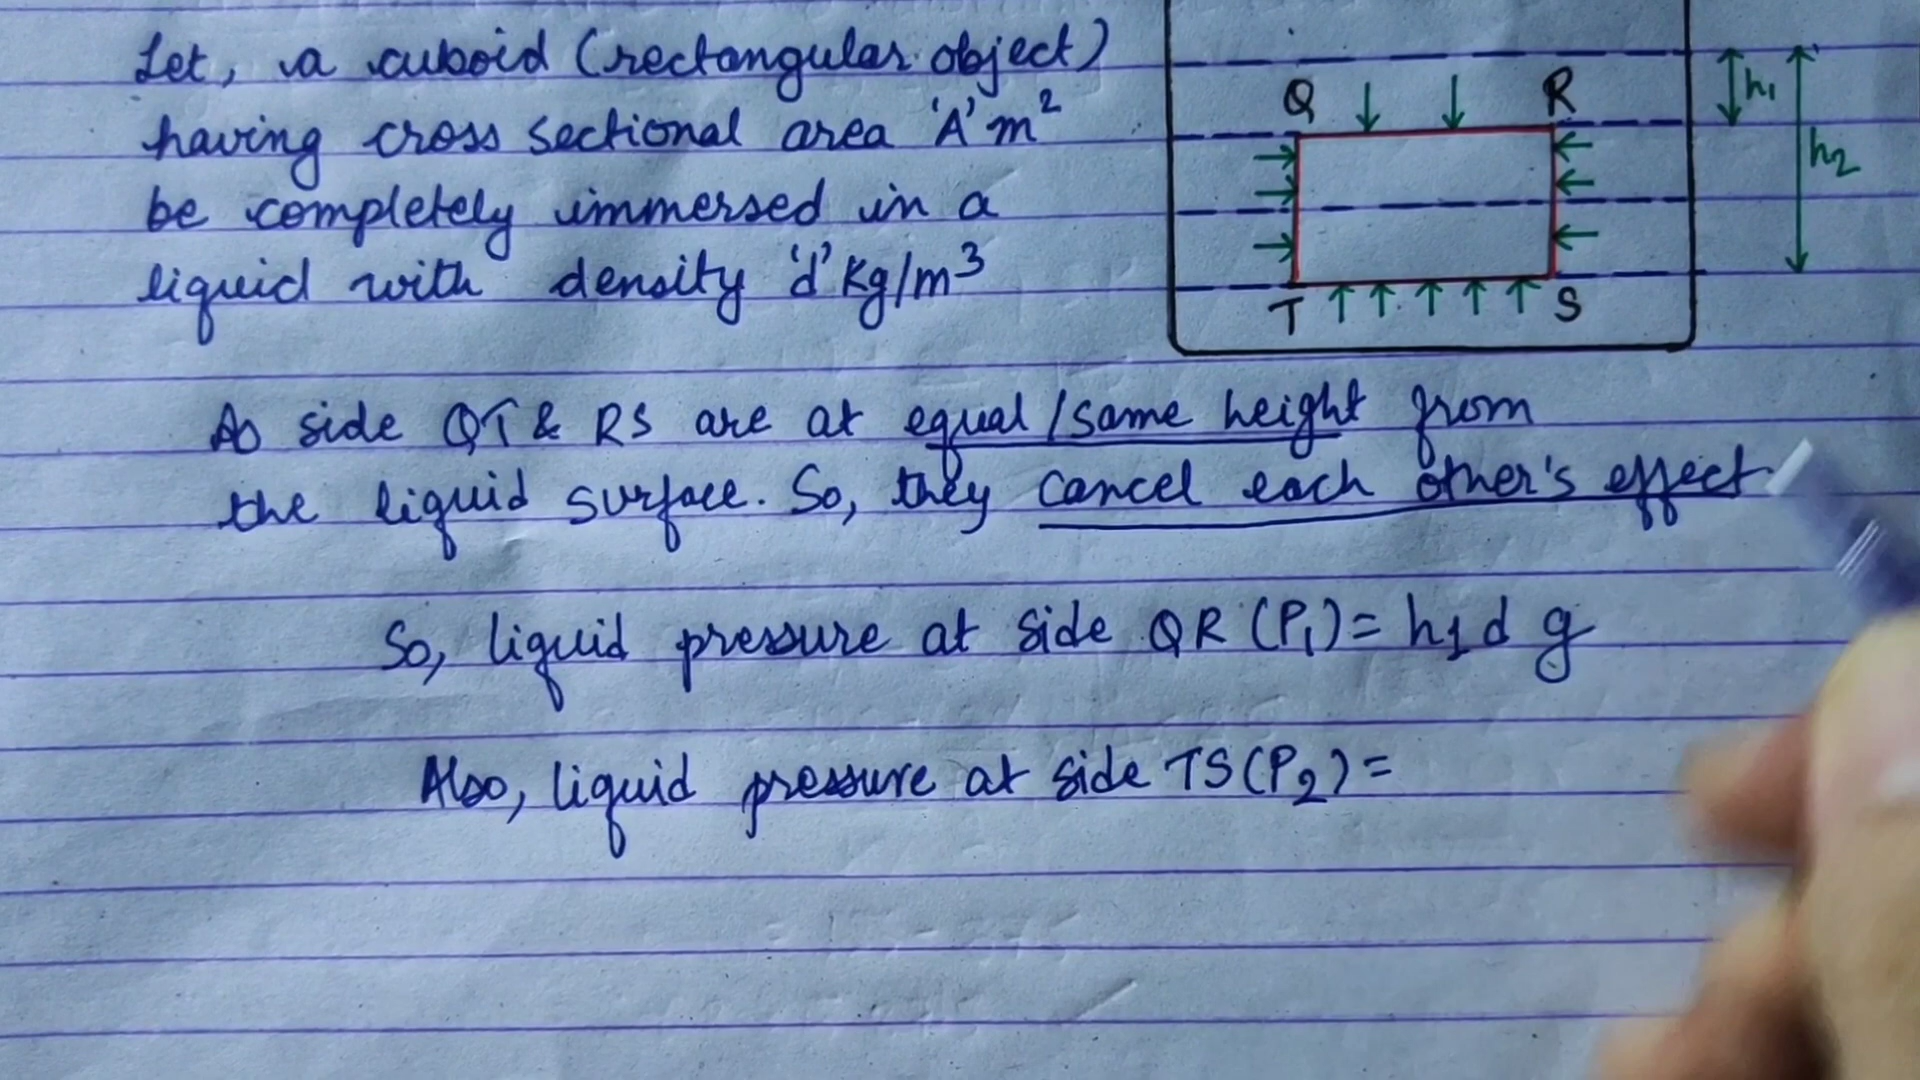 Let, a cuboid (rectangular object)
having cross sectional area 'A' m²
be completely immersed in a
liquid with density 'd' Kg/m³
Q R
h₁
h₂
T S
As side QT & RS are at equal/same height from
the liquid surface. So, they cancel each other's effect
So, liquid pressure at side QR (P₁) = h₁ d g
Also, liquid pressure at side TS (P₂) =